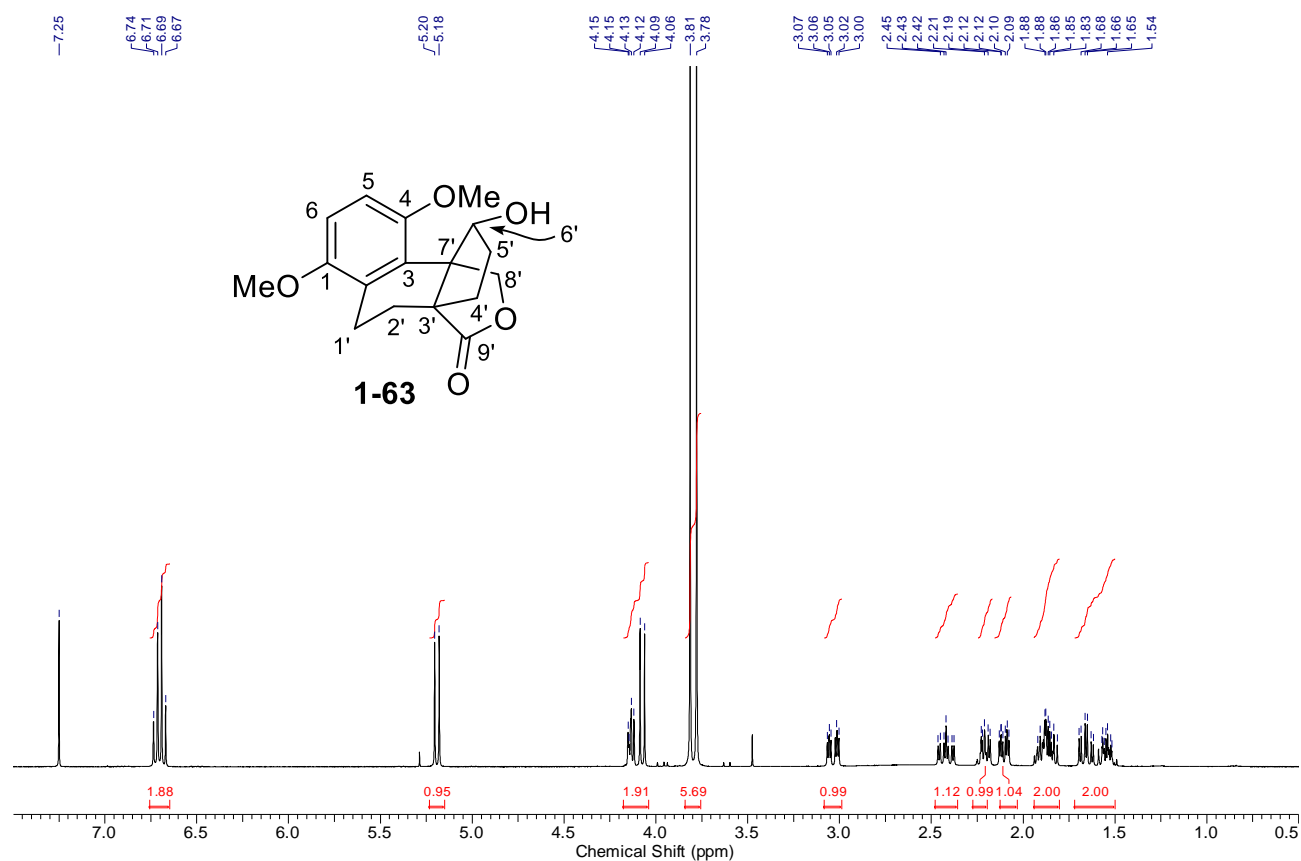 7.25 6.74 6.71 6.69 6.67 5.20 5.18 4.15 4.15 4.13 4.12 4.09 4.06 3.81 3.78 3.07 3.06 3.05 3.02 3.00 2.45 2.43 2.42 2.21 2.19 2.12 2.12 2.10 2.09 1.88 1.88 1.86 1.85 1.83 1.68 1.66 1.65 1.54
5 4 OMe
6 OH
6'
7' 5'
MeO 1 3 8'
2' 4' O
1' 3'
9'
O
1-63
1.88 0.95 1.91 5.69 0.99 1.12 0.99 1.04 2.00 2.00
7.0 6.5 6.0 5.5 5.0 4.5 4.0 3.5 3.0 2.5 2.0 1.5 1.0 0.5
Chemical Shift (ppm)